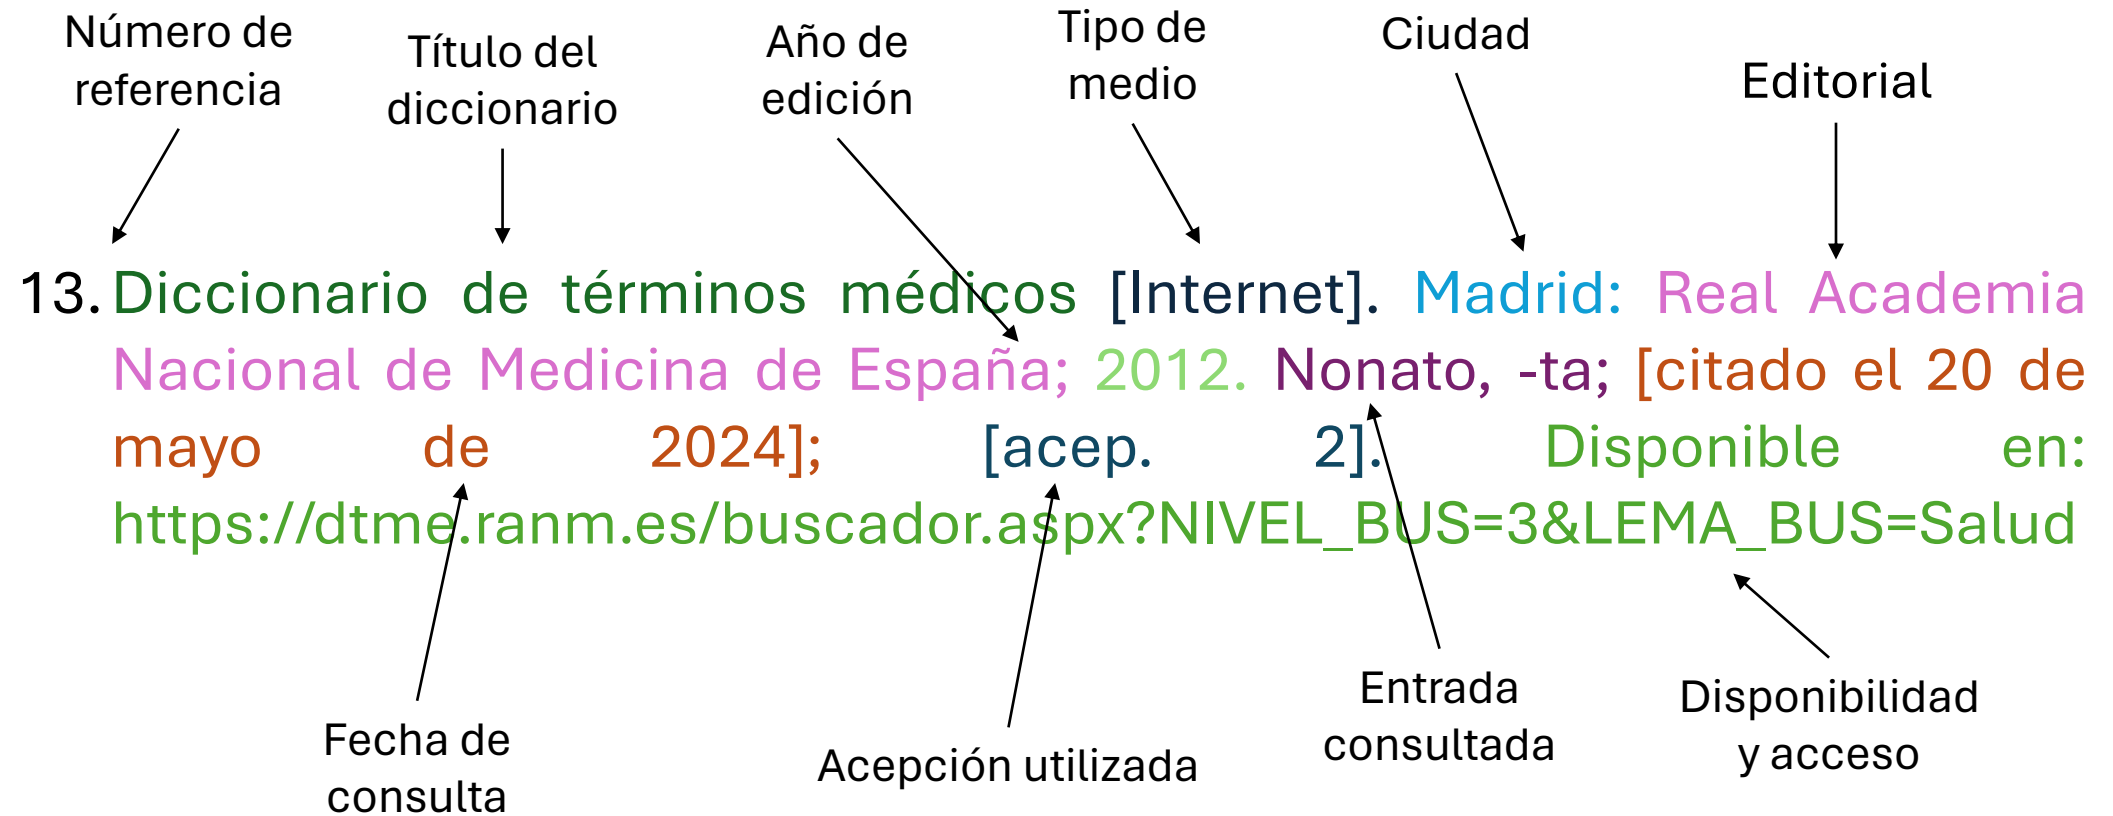 Número de
referencia
Título del
diccionario
Año de
edición
Tipo de
medio
Ciudad
Editorial
13. Diccionario de términos médicos [Internet]. Madrid: Real Academia
Nacional de Medicina de España; 2012. Nonato, -ta; [citado el 20 de
mayo de 2024]; [acep. 2]. Disponible en:
https://dtme.ranm.es/buscador.aspx?NIVEL_BUS=3&LEMA_BUS=Salud
Fecha de
consulta
Acepción utilizada
Entrada
consultada
Disponibilidad
y acceso